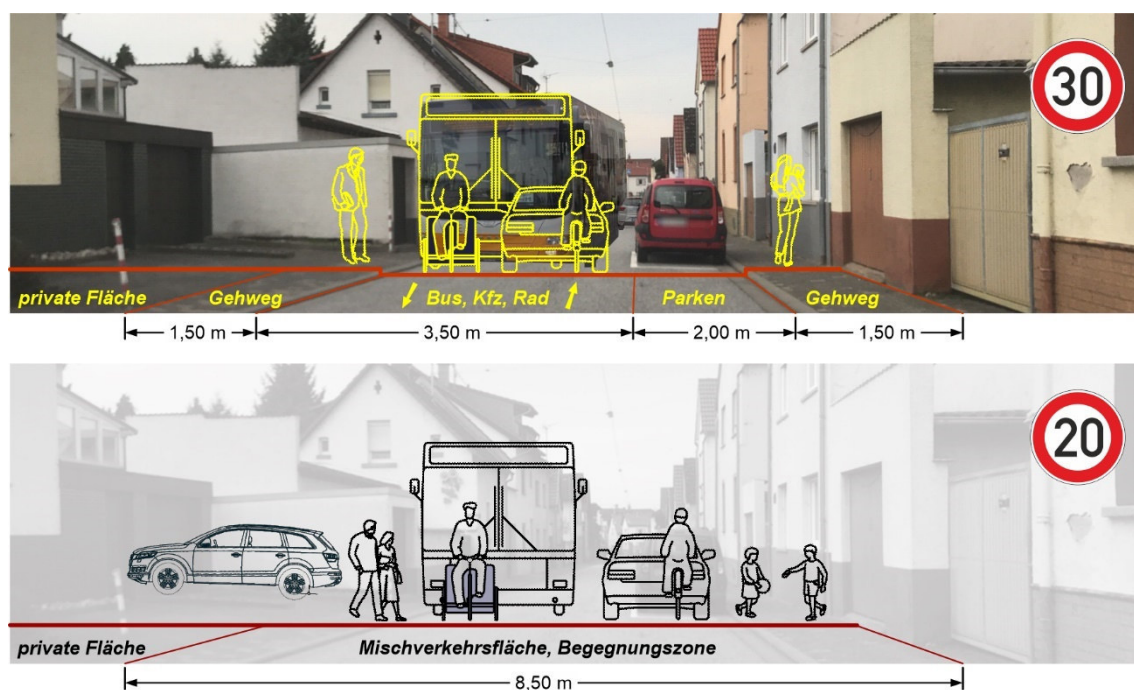 30
private Fläche
Gehweg
Bus, Kfz, Rad
Parken
Gehweg
1,50 m
3,50 m
2,00 m
1,50 m
20
private Fläche
Mischverkehrsfläche, Begegnungszone
8,50 m